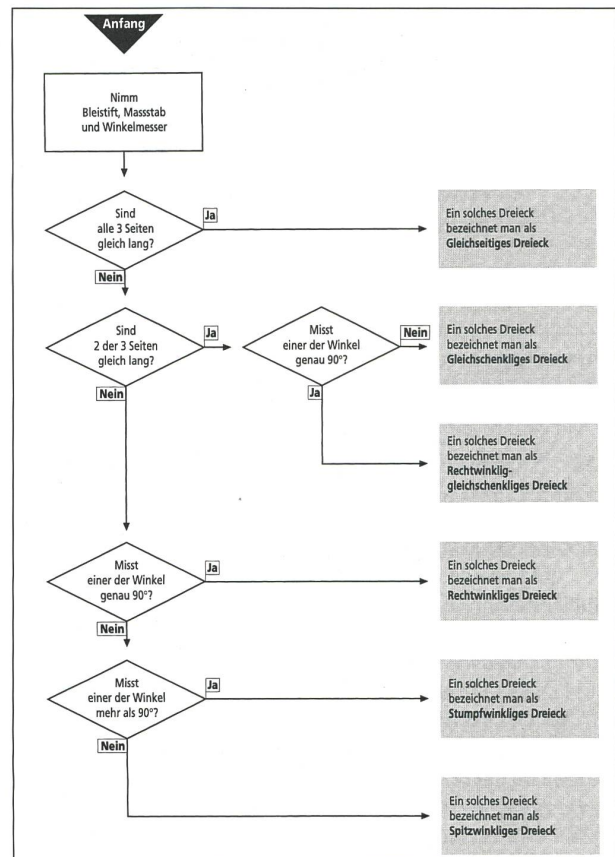 Anfang
Nimm
Bleistift, Massstab
und Winkelmesser
Sind
alle 3 Seiten
gleich lang?
Ja
Ein solches Dreieck
bezeichnet man als
Gleichseitiges Dreieck
Nein
Sind
2 der 3 Seiten
gleich lang?
Ja
Misst
einer der Winkel
genau 90°?
Nein
Ein solches Dreieck
bezeichnet man als
Gleichschenkliges Dreieck
Nein
Ja
Ein solches Dreieck
bezeichnet man als
Rechtwinklig-
gleichschenkliges Dreieck
Misst
einer der Winkel
genau 90°?
Ja
Ein solches Dreieck
bezeichnet man als
Rechtwinkliges Dreieck
Nein
Misst
einer der Winkel
mehr als 90°?
Ja
Ein solches Dreieck
bezeichnet man als
Stumpfwinkliges Dreieck
Nein
Ein solches Dreieck
bezeichnet man als
Spitzwinkliges Dreieck